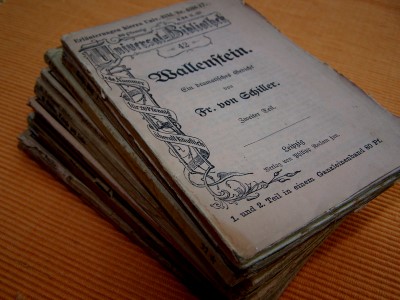 Universal-Bibliothek
42
Wallenstein.
Ein dramatisches Gedicht
von
Fr. von Schiller.
Zweiter Teil.
Leipzig
Verlag von Philipp Reclam jun.
1. und 2. Teil in einem Ganzleinenband 80 Pf.